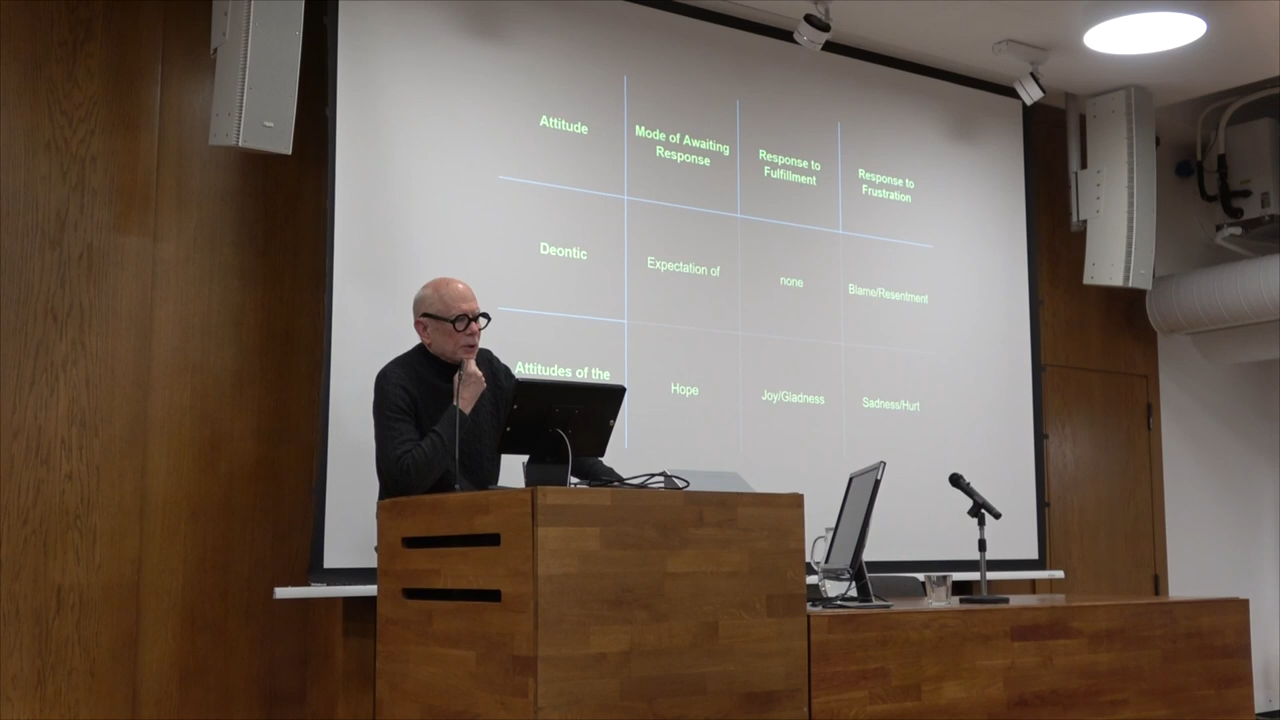 Attitude
Mode of Awaiting
Response
Response to
Fulfillment
Response to
Frustration
Deontic
Expectation of
none
Blame/Resentment
Attitudes of the
Hope
Joy/Gladness
Sadness/Hurt